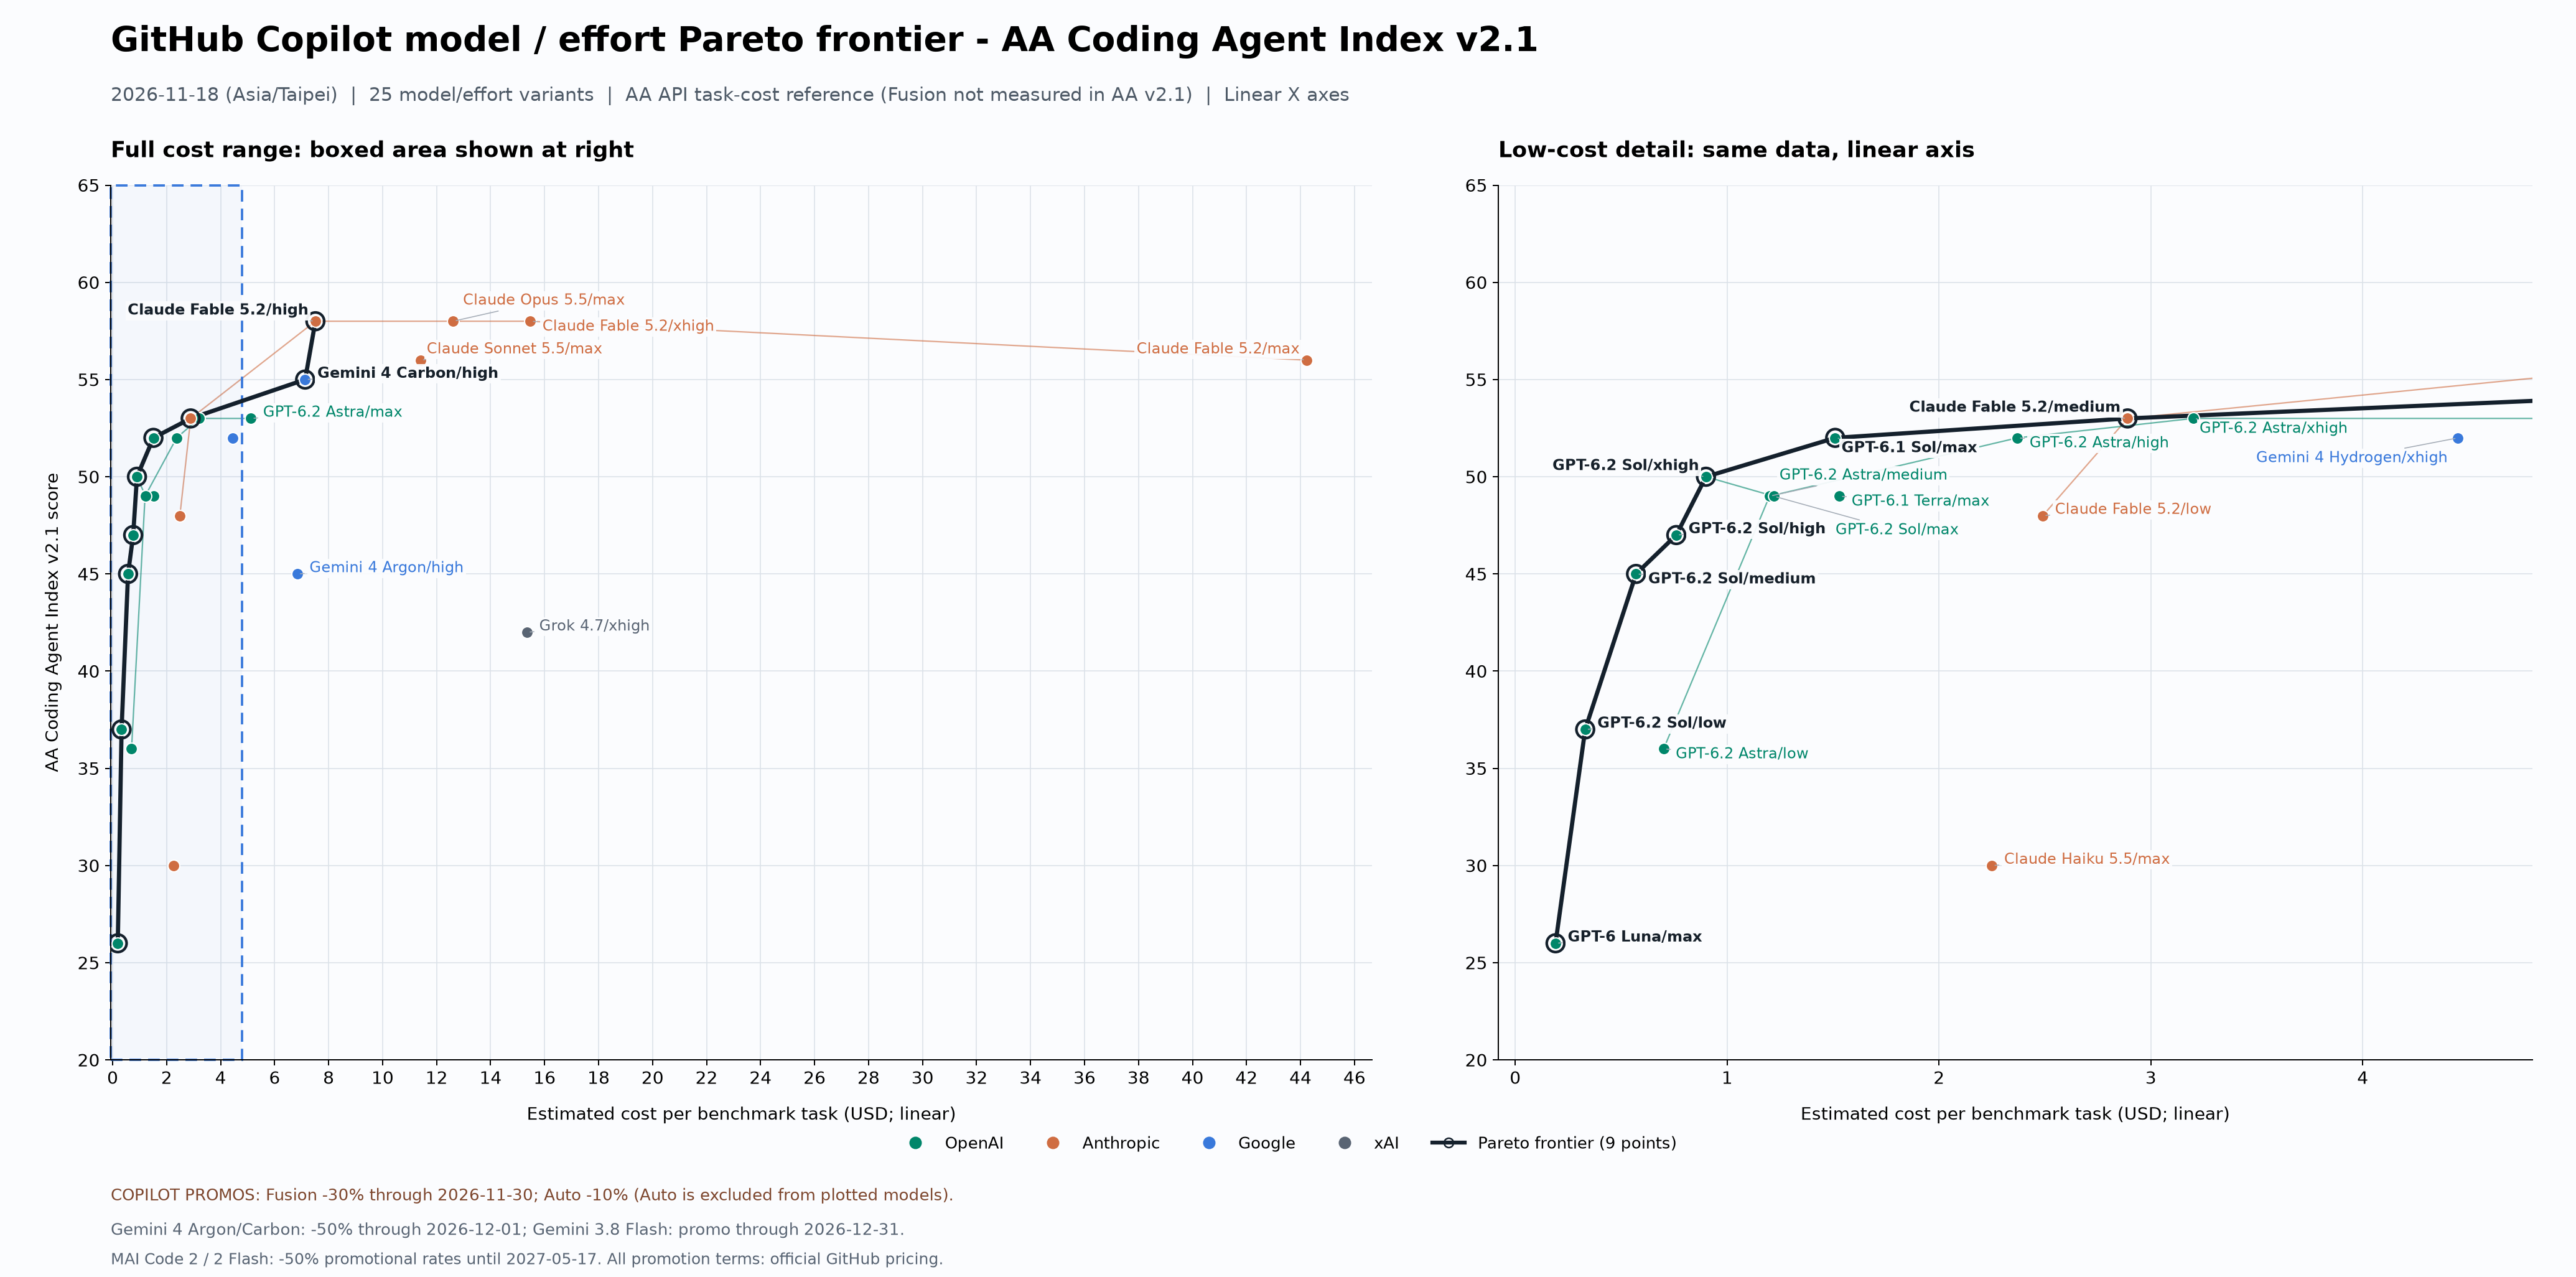 GitHub Copilot model / effort Pareto frontier - AA Coding Agent Index v2.1
2026-11-18 (Asia/Taipei) | 25 model/effort variants | AA API task-cost reference (Fusion not measured in AA v2.1) | Linear X axes
Full cost range: boxed area shown at right
65
60
55
50
45
40
35
30
25
20
AA Coding Agent Index v2.1 score
Claude Opus 5.5/max
Claude Fable 5.2/high
Claude Fable 5.2/xhigh
Claude Sonnet 5.5/max
Claude Fable 5.2/max
Gemini 4 Carbon/high
GPT-6.2 Astra/max
Gemini 4 Argon/high
Grok 4.7/xhigh
0 2 4 6 8 10 12 14 16 18 20 22 24 26 28 30 32 34 36 38 40 42 44 46
Estimated cost per benchmark task (USD; linear)
Low-cost detail: same data, linear axis
65
60
55
50
45
40
35
30
25
20
Claude Fable 5.2/medium
GPT-6.2 Astra/xhigh
GPT-6.2 Astra/high
GPT-6.1 Sol/max
Gemini 4 Hydrogen/xhigh
GPT-6.2 Sol/xhigh
GPT-6.2 Astra/medium
GPT-6.1 Terra/max
Claude Fable 5.2/low
GPT-6.2 Sol/high
GPT-6.2 Sol/max
GPT-6.2 Sol/medium
GPT-6.2 Sol/low
GPT-6.2 Astra/low
Claude Haiku 5.5/max
GPT-6 Luna/max
0 1 2 3 4
Estimated cost per benchmark task (USD; linear)
OpenAI Anthropic Google xAI Pareto frontier (9 points)
COPILOT PROMOS: Fusion -30% through 2026-11-30; Auto -10% (Auto is excluded from plotted models).
Gemini 4 Argon/Carbon: -50% through 2026-12-01; Gemini 3.8 Flash: promo through 2026-12-31.
MAI Code 2 / 2 Flash: -50% promotional rates until 2027-05-17. All promotion terms: official GitHub pricing.